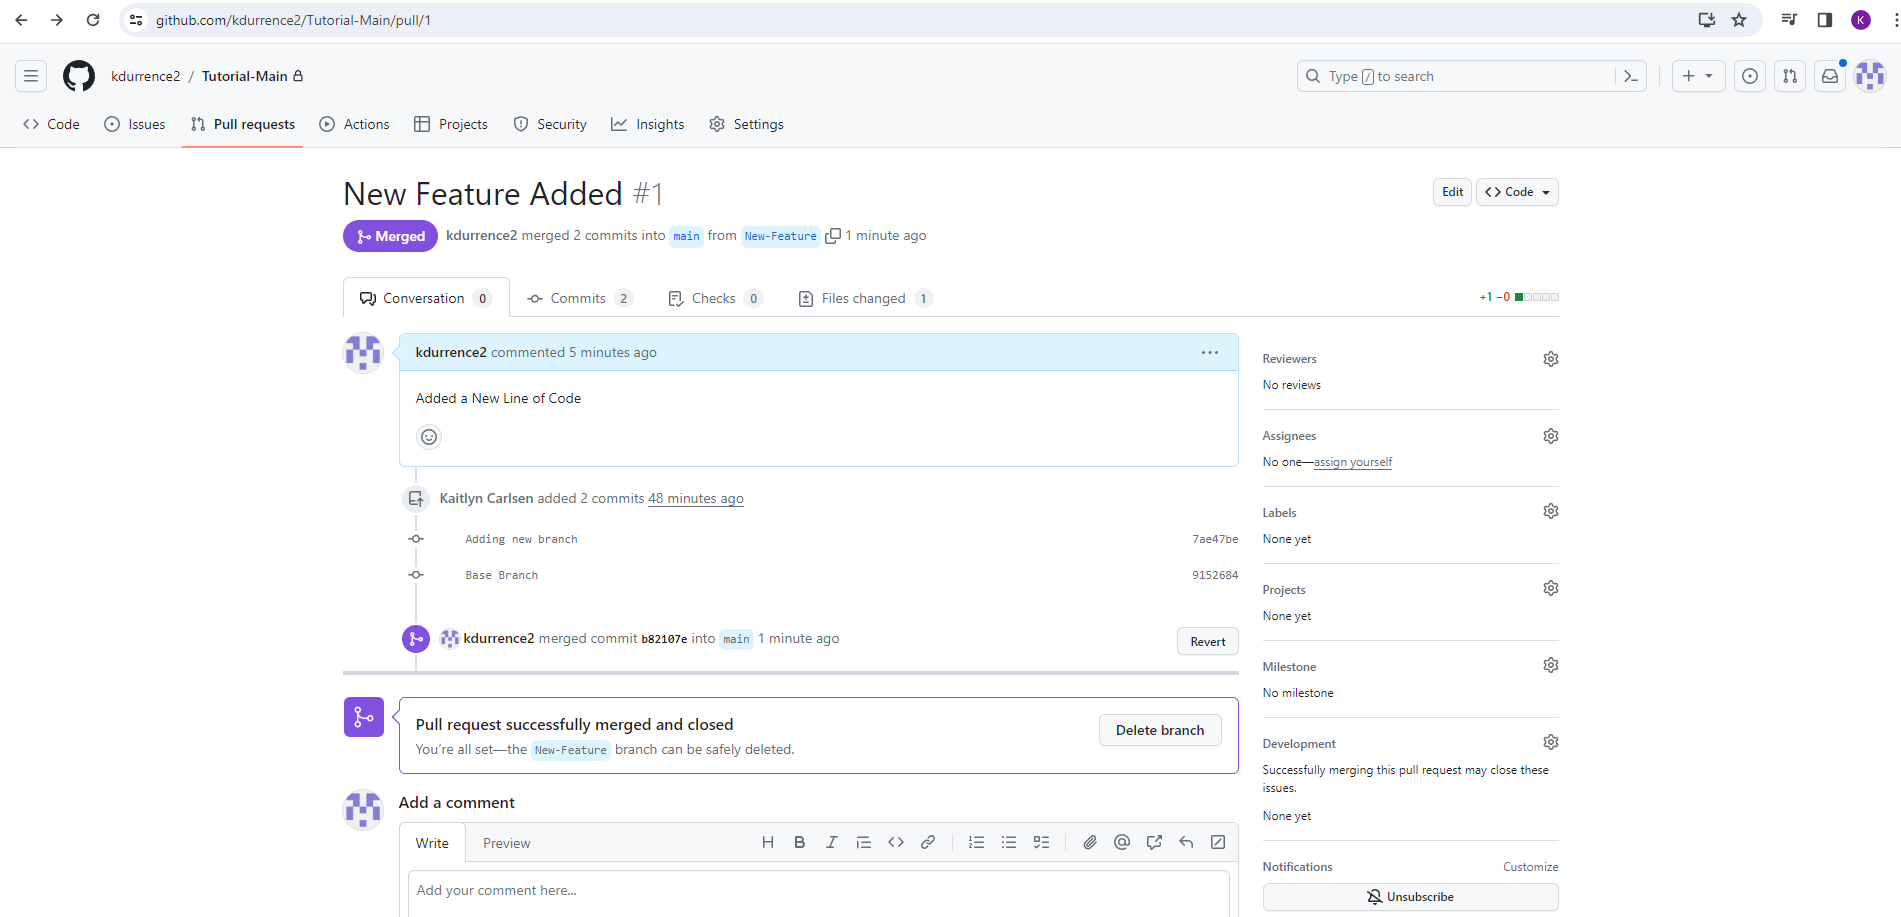 github.com/kdurrence2/Tutorial-Main/pull/1
K
kdurrence2 / Tutorial-Main
Type / to search
Code Issues Pull requests Actions Projects Security Insights Settings
New Feature Added #1
Edit
Code
Merged
kdurrence2 merged 2 commits into main from New-Feature 1 minute ago
Conversation 0 Commits 2 Checks 0 Files changed 1
+1 −0
kdurrence2 commented 5 minutes ago
Added a New Line of Code
Kaitlyn Carlsen added 2 commits 48 minutes ago
Adding new branch 7ae47be
Base Branch 9152684
kdurrence2 merged commit b82107e into main 1 minute ago
Revert
Pull request successfully merged and closed
You're all set—the New-Feature branch can be safely deleted.
Delete branch
Add a comment
Write Preview
Add your comment here...
Reviewers
No reviews
Assignees
No one—assign yourself
Labels
None yet
Projects
None yet
Milestone
No milestone
Development
Successfully merging this pull request may close these
issues.
None yet
Notifications Customize
Unsubscribe